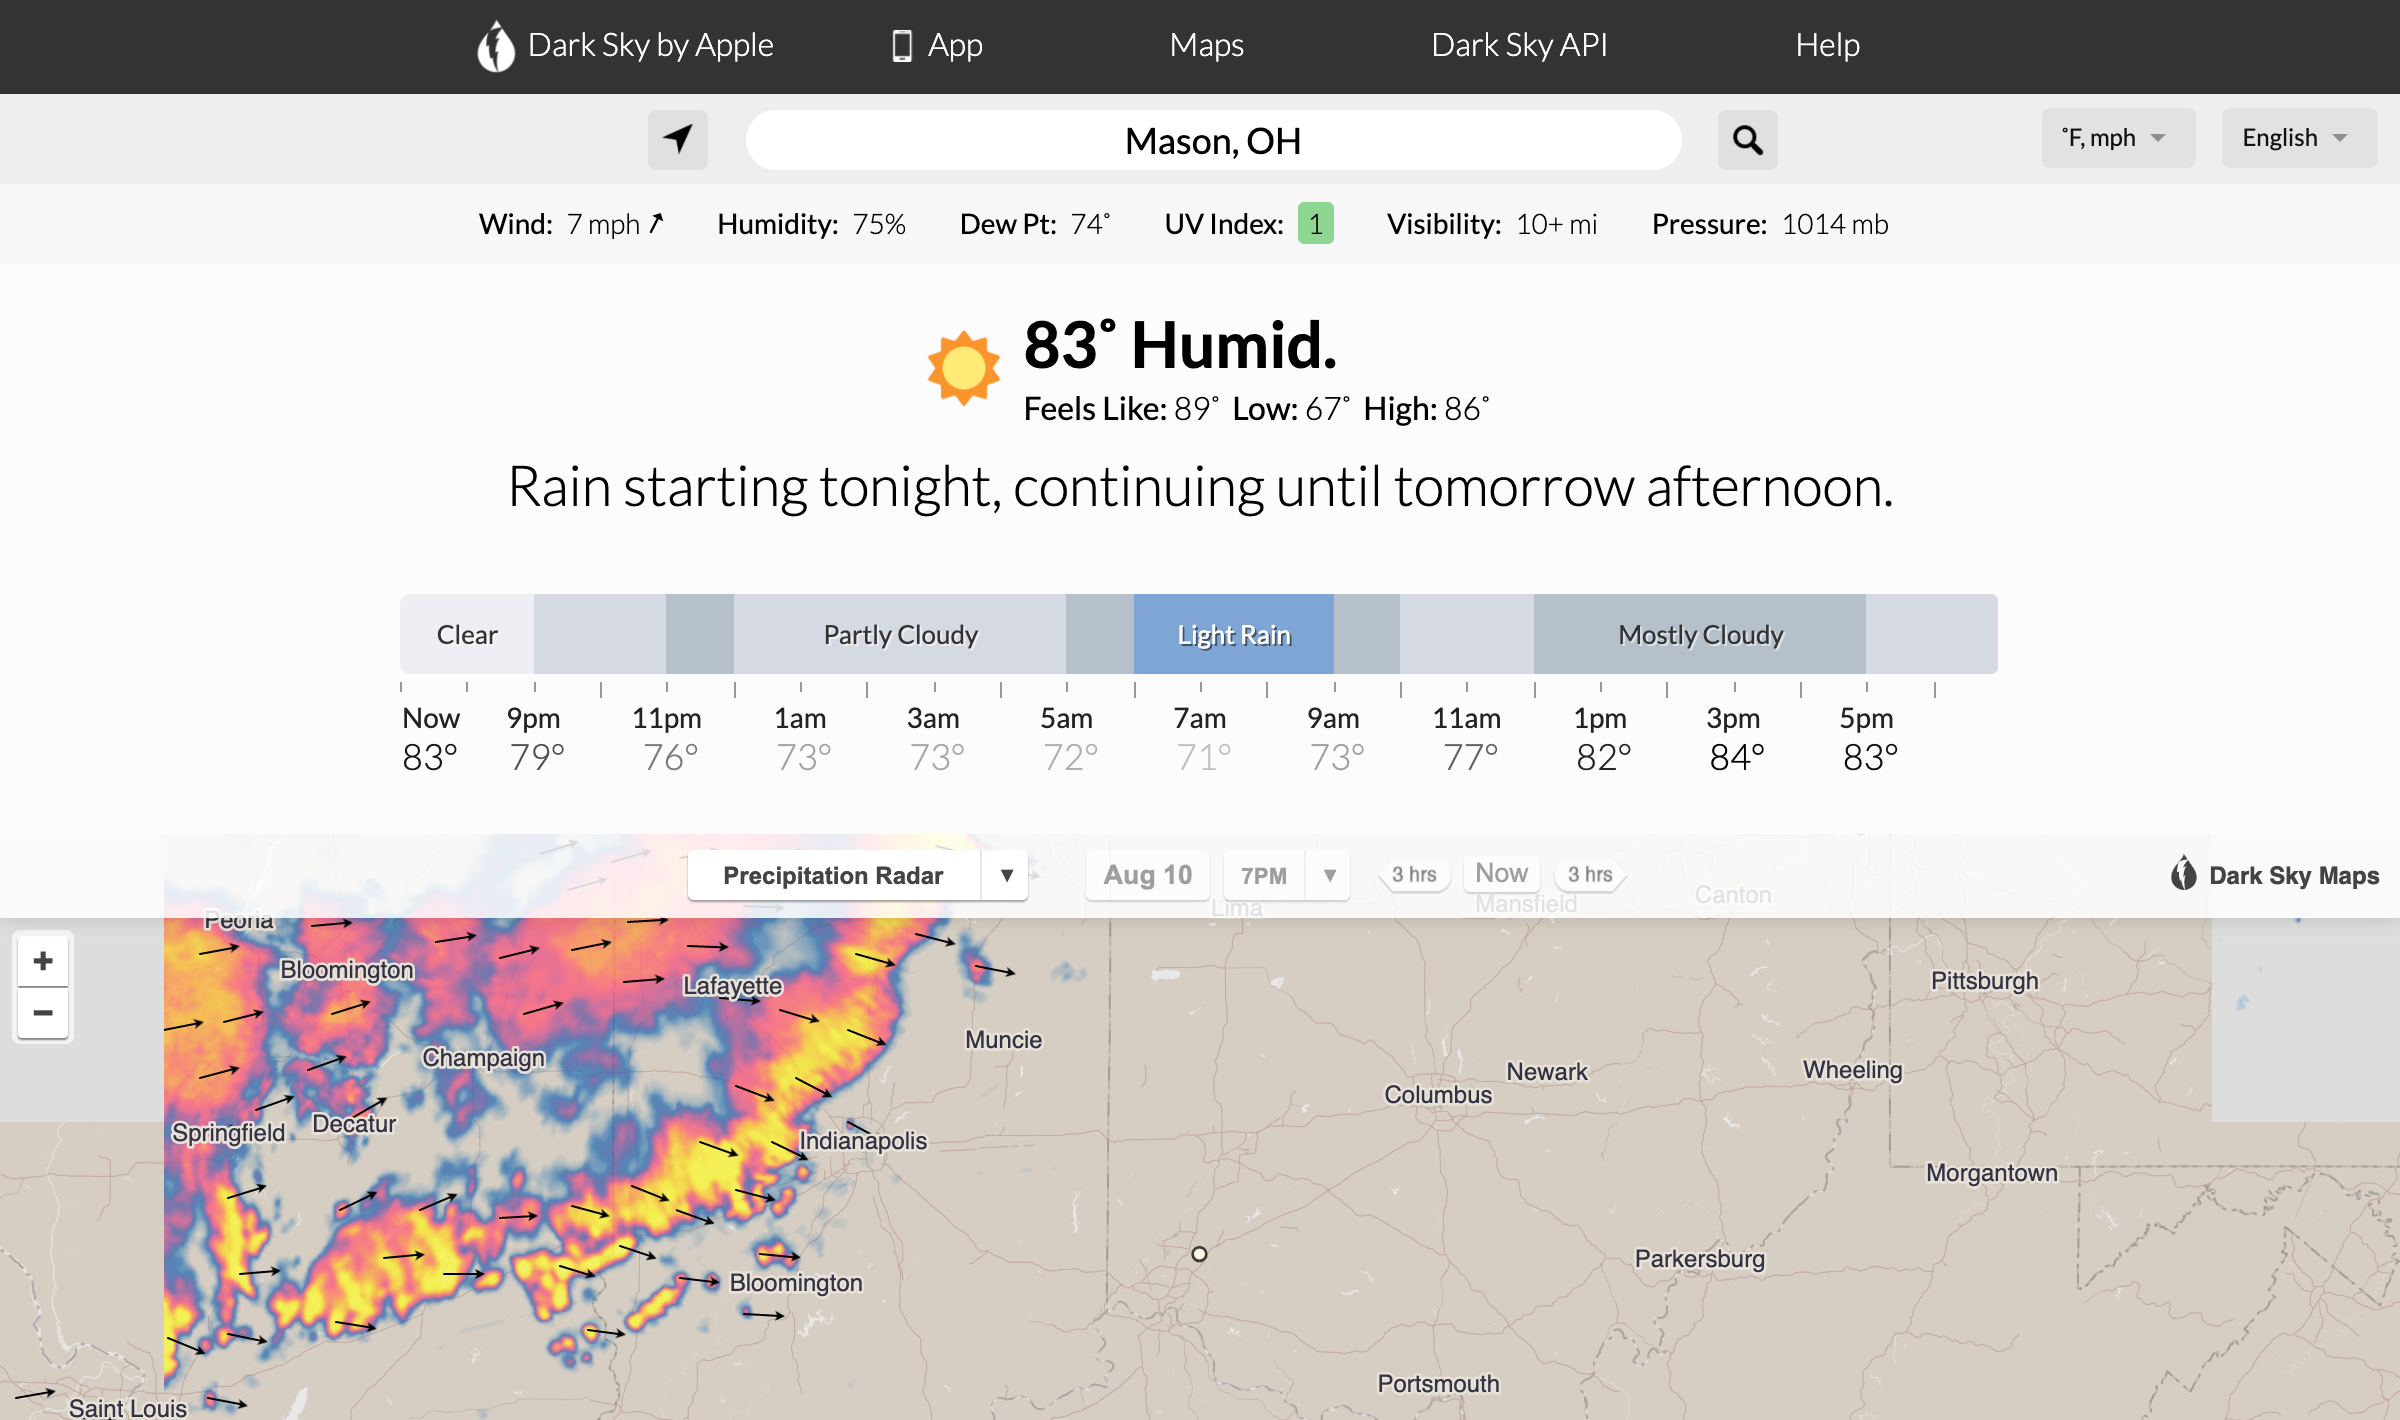 Dark Sky by Apple App Maps Dark Sky API Help
Mason, OH ˚F, mph English
Wind: 7 mph Humidity: 75% Dew Pt: 74˚ UV Index: 1 Visibility: 10+ mi Pressure: 1014 mb
83˚ Humid.
Feels Like: 89˚ Low: 67˚ High: 86˚
Rain starting tonight, continuing until tomorrow afternoon.
Clear Partly Cloudy Light Rain Mostly Cloudy
Now 9pm 11pm 1am 3am 5am 7am 9am 11am 1pm 3pm 5pm
83° 79° 76° 73° 73° 72° 71° 73° 77° 82° 84° 83°
Precipitation Radar ▼ Aug 10 7PM ▼ 3 hrs Now 3 hrs Dark Sky Maps
Lima Mansfield Canton
Peoria
+
Bloomington Lafayette Pittsburgh
−
Muncie
Champaign Newark Wheeling
Columbus
Springfield Decatur Indianapolis
Morgantown
Parkersburg
Bloomington
Portsmouth
Saint Louis